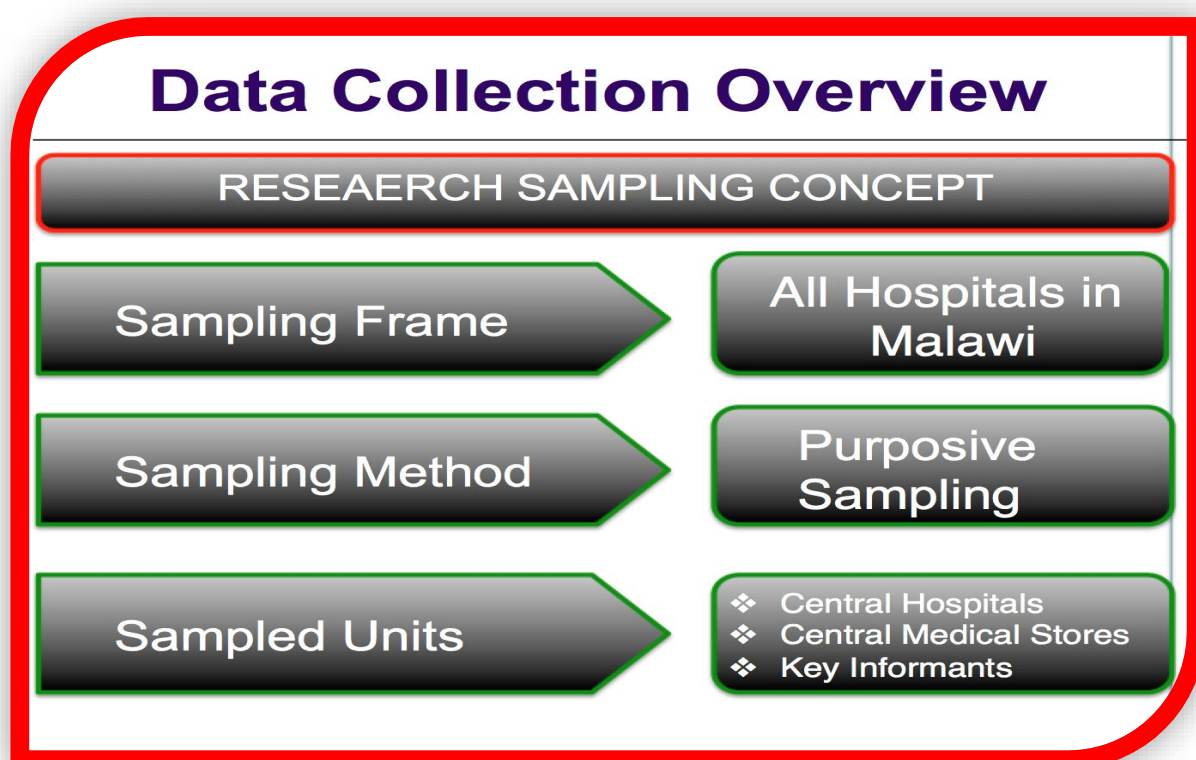 Data Collection Overview
RESEAERCH SAMPLING CONCEPT
Sampling Frame
All Hospitals in
Malawi
Sampling Method
Purposive
Sampling
Sampled Units
❖ Central Hospitals
❖ Central Medical Stores
❖ Key Informants